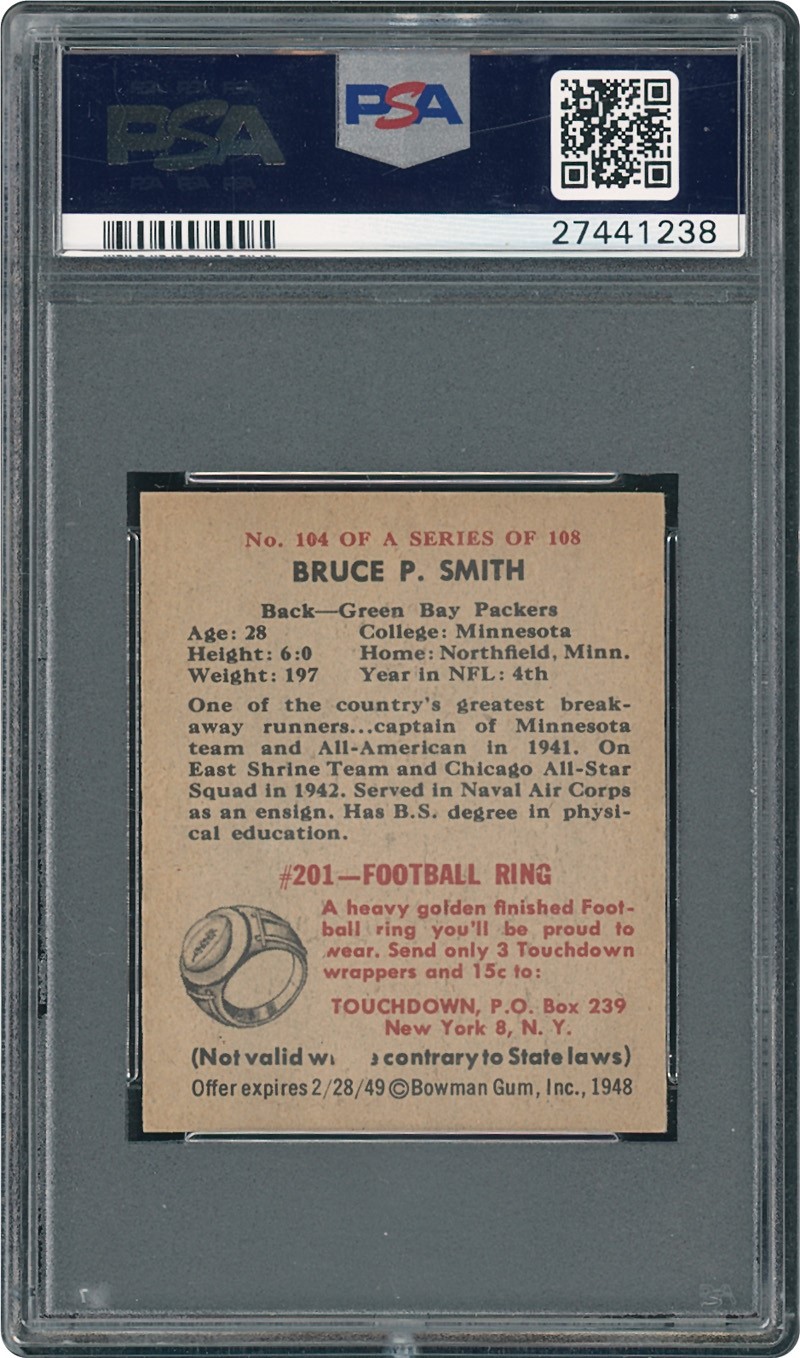 PSA
PSA
27441238
No. 104 OF A SERIES OF 108
BRUCE P. SMITH
Back—Green Bay Packers
Age: 28 College: Minnesota
Height: 6:0 Home: Northfield, Minn.
Weight: 197 Year in NFL: 4th
One of the country's greatest break-
away runners...captain of Minnesota
team and All-American in 1941. On
East Shrine Team and Chicago All-Star
Squad in 1942. Served in Naval Air Corps
as an ensign. Has B.S. degree in physi-
cal education.
#201—FOOTBALL RING
A heavy golden finished Foot-
ball ring you'll be proud to
wear. Send only 3 Touchdown
wrappers and 15c to:
TOUCHDOWN, P.O. Box 239
New York 8, N. Y.
(Not valid contrary to State laws)
Offer expires 2/28/49 ©Bowman Gum, Inc., 1948